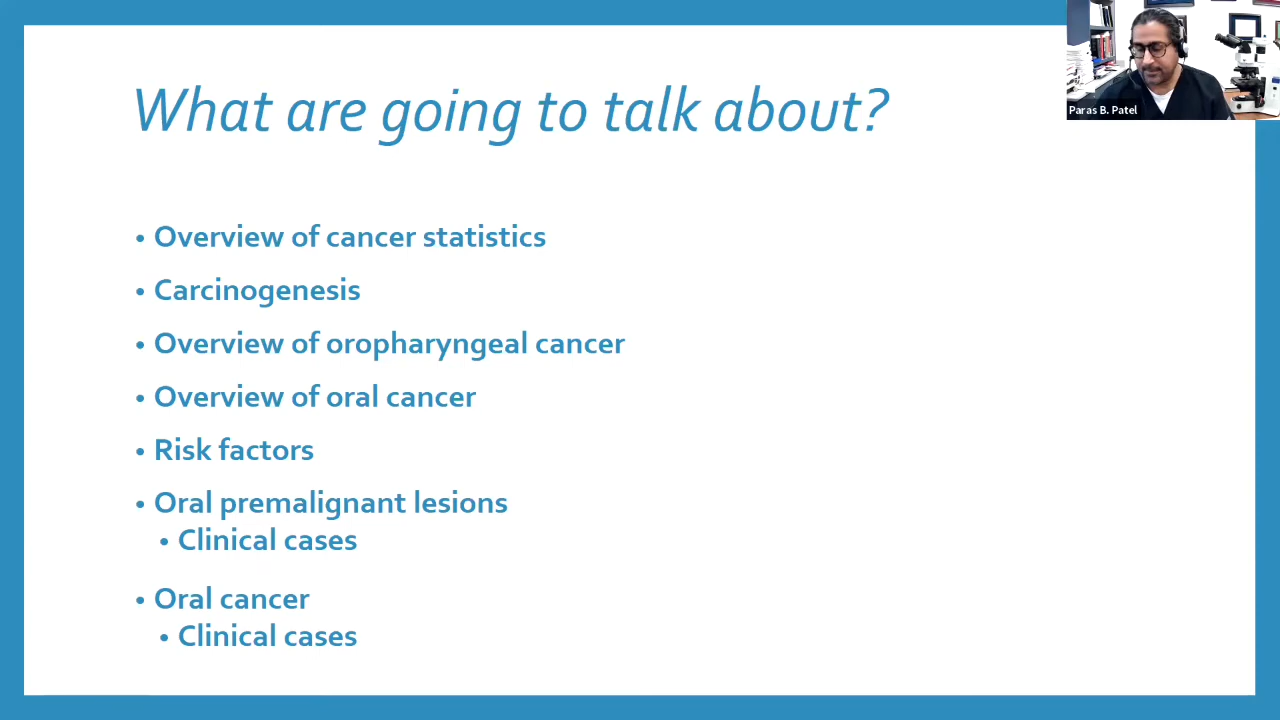 What are going to talk about?
Paras B. Patel
• Overview of cancer statistics
• Carcinogenesis
• Overview of oropharyngeal cancer
• Overview of oral cancer
• Risk factors
• Oral premalignant lesions
• Clinical cases
• Oral cancer
• Clinical cases